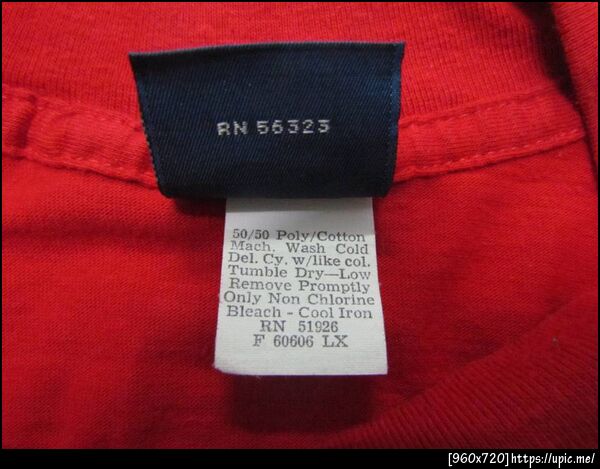 RN 56323
50/50 Poly/Cotton
Mach. Wash Cold
Del. Cy. w/like col.
Tumble Dry—Low
Remove Promptly
Only Non Chlorine
Bleach - Cool Iron
RN 51926
F 60606 LX
[960x720]https://upic.me/